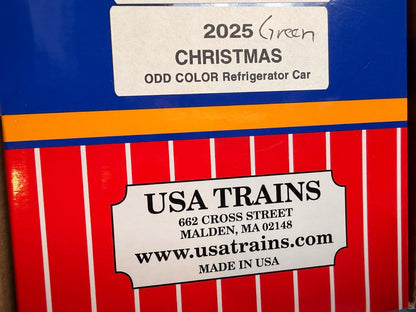 2025 Green
CHRISTMAS
ODD COLOR Refrigerator Car
USA TRAINS
662 CROSS STREET
MALDEN, MA 02148
www.usatrains.com
MADE IN USA